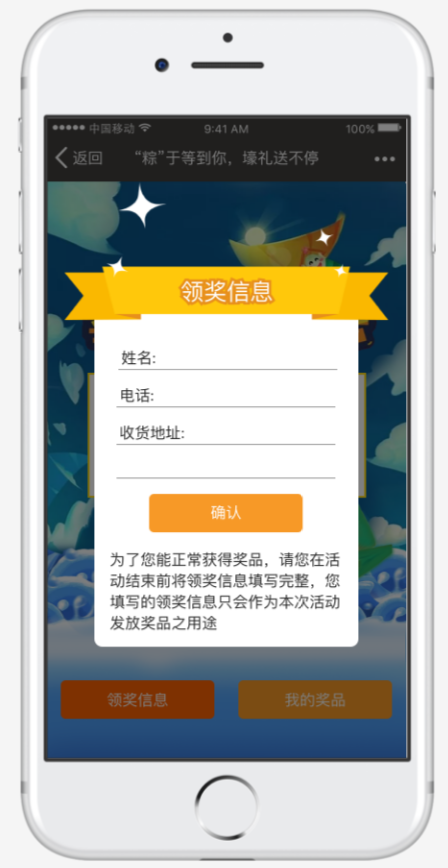 中国移动 9:41 AM 100%
返回 “粽”于等到你，壕礼送不停
领奖信息
姓名:
电话:
收货地址:
确认
为了您能正常获得奖品，请您在活
动结束前将领奖信息填写完整，您
填写的领奖信息只会作为本次活动
发放奖品之用途
领奖信息 我的奖品